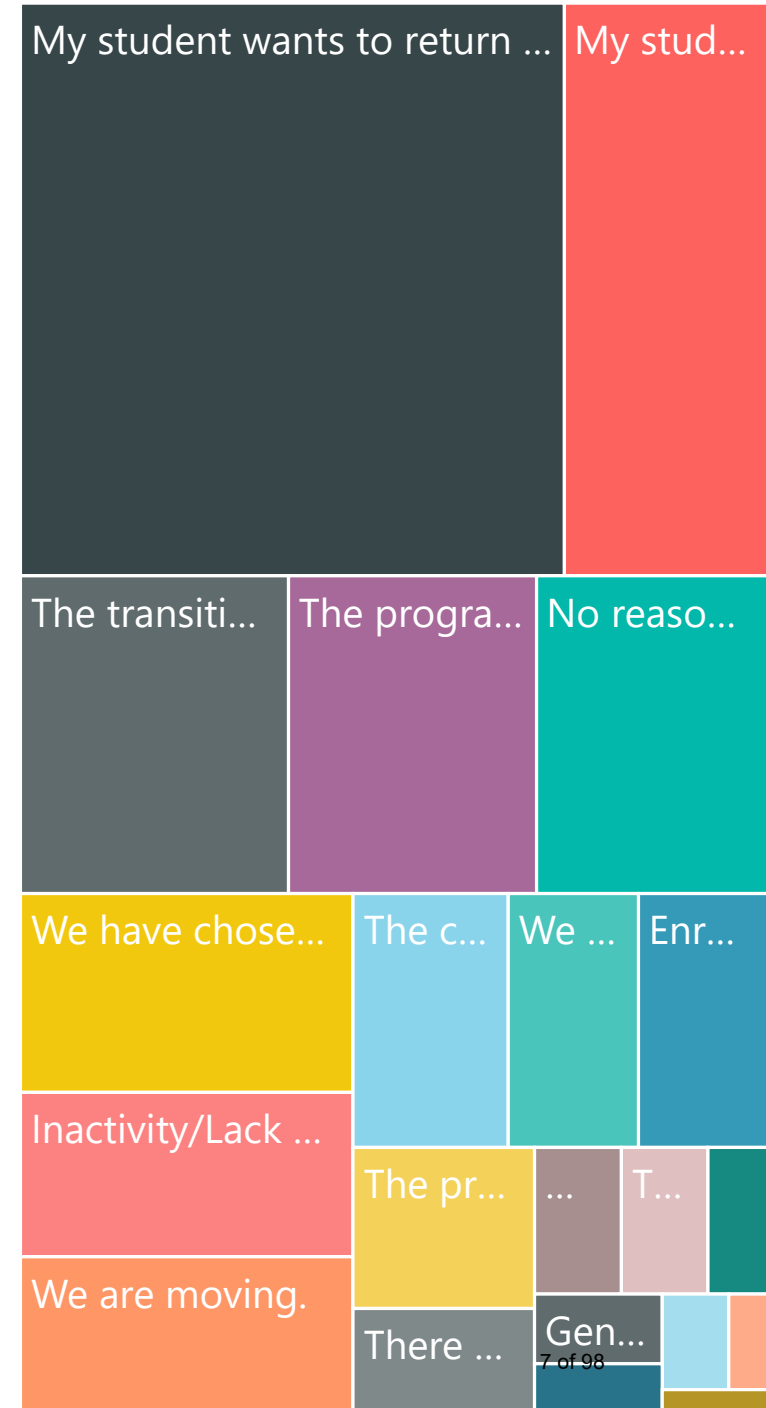 My student wants to return ...
My stud...
The transiti...
The progra...
No reaso...
We have chose...
The c...
We ...
Enr...
Inactivity/Lack ...
The pr...
...
T...
We are moving.
There ...
Gen...
7 of 98